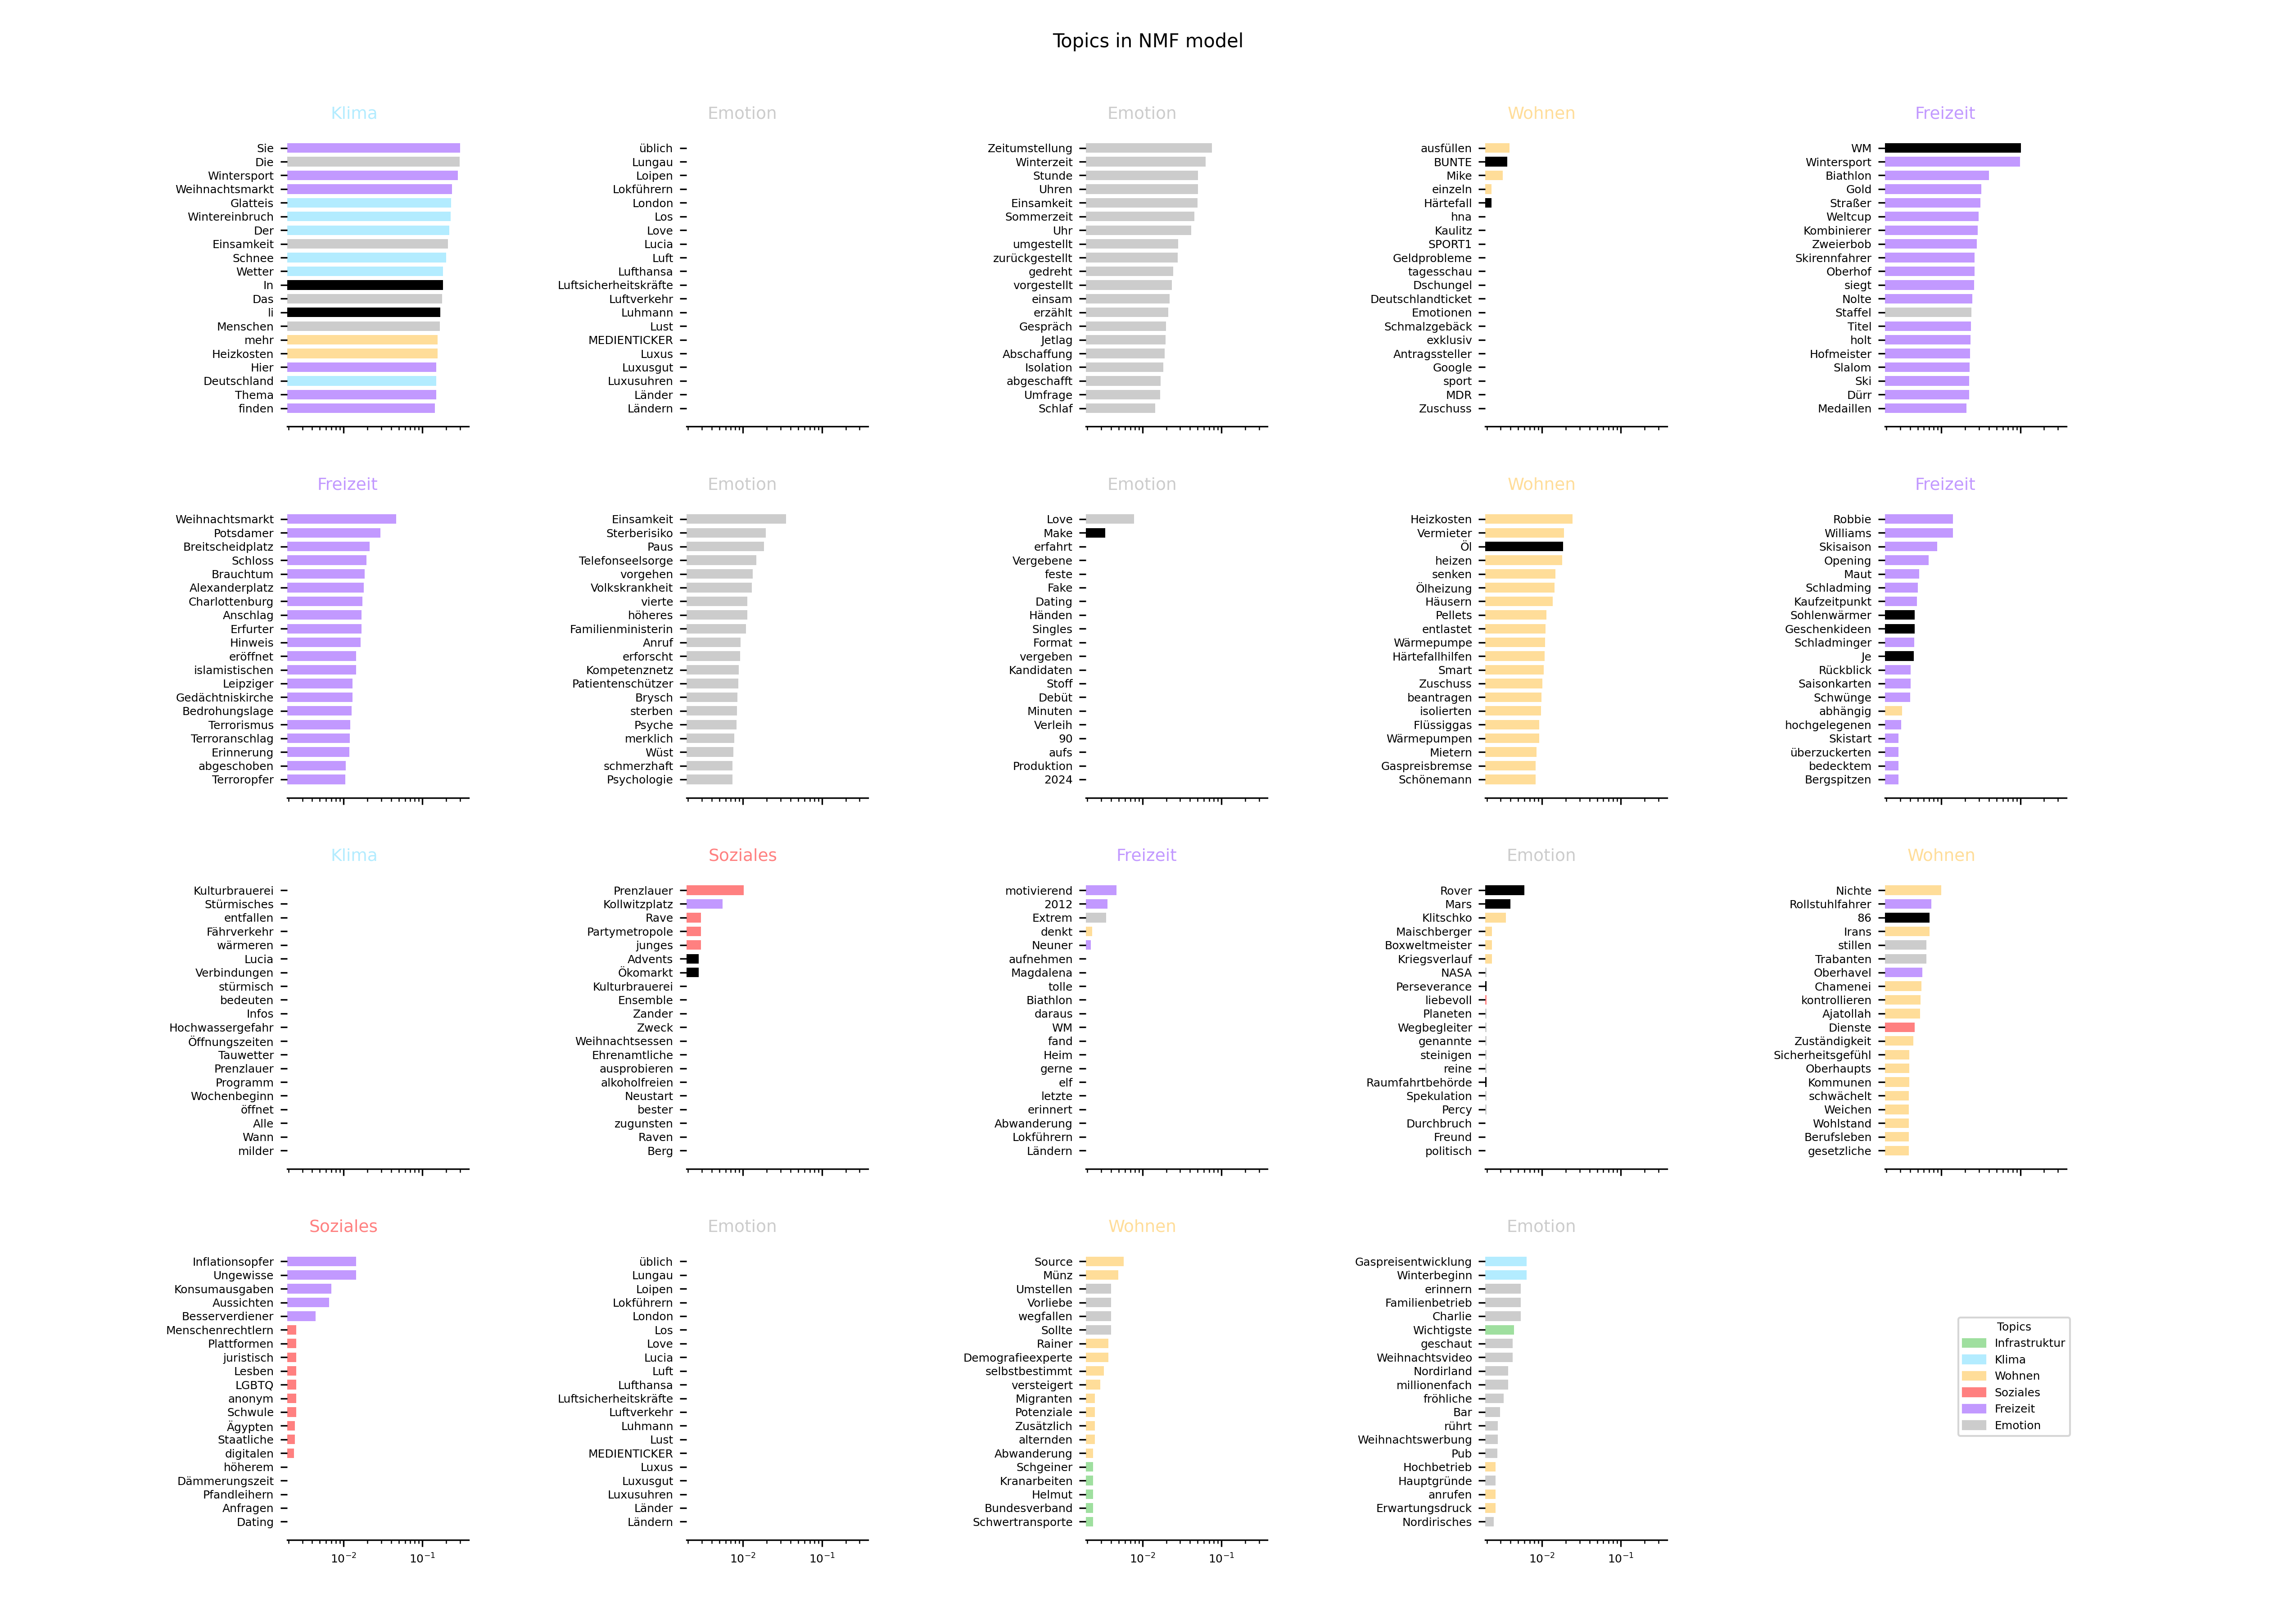 Topics in NMF model
Klima
Sie
Die
Wintersport
Weihnachtsmarkt
Glatteis
Wintereinbruch
Der
Einsamkeit
Schnee
Wetter
In
Das
li
Menschen
mehr
Heizkosten
Hier
Deutschland
Thema
finden
Emotion
üblich
Lungau
Loipen
Lokführern
London
Los
Love
Lucia
Luft
Lufthansa
Luftsicherheitskräfte
Luftverkehr
Luhmann
Lust
MEDIENTICKER
Luxus
Luxusgut
Luxusuhren
Länder
Ländern
Emotion
Zeitumstellung
Winterzeit
Stunde
Uhren
Einsamkeit
Sommerzeit
Uhr
umgestellt
zurückgestellt
gedreht
vorgestellt
einsam
erzählt
Gespräch
Jetlag
Abschaffung
Isolation
abgeschafft
Umfrage
Schlaf
Wohnen
ausfüllen
BUNTE
Mike
einzeln
Härtefall
hna
Kaulitz
SPORT1
Geldprobleme
tagesschau
Dschungel
Deutschlandticket
Emotionen
Schmalzgebäck
exklusiv
Antragssteller
Google
sport
MDR
Zuschuss
Freizeit
WM
Wintersport
Biathlon
Gold
Straßer
Weltcup
Kombinierer
Zweierbob
Skirennfahrer
Oberhof
siegt
Nolte
Staffel
Titel
holt
Hofmeister
Slalom
Ski
Dürr
Medaillen
Freizeit
Weihnachtsmarkt
Potsdamer
Breitscheidplatz
Schloss
Brauchtum
Alexanderplatz
Charlottenburg
Anschlag
Erfurter
Hinweis
eröffnet
islamistischen
Leipziger
Gedächtniskirche
Bedrohungslage
Terrorismus
Terroranschlag
Erinnerung
abgeschoben
Terroropfer
Emotion
Einsamkeit
Sterberisiko
Paus
Telefonseelsorge
vorgehen
Volkskrankheit
vierte
höheres
Familienministerin
Anruf
erforscht
Kompetenznetz
Patientenschützer
Brysch
sterben
Psyche
merklich
Wüst
schmerzhaft
Psychologie
Emotion
Love
Make
erfahrt
Vergebene
feste
Fake
Dating
Händen
Singles
Format
vergeben
Kandidaten
Stoff
Debüt
Minuten
Verleih
90
aufs
Produktion
2024
Wohnen
Heizkosten
Vermieter
Öl
heizen
senken
Ölheizung
Häusern
Pellets
entlastet
Wärmepumpe
Härtefallhilfen
Smart
Zuschuss
beantragen
isolierten
Flüssiggas
Wärmepumpen
Mietern
Gaspreisbremse
Schönemann
Freizeit
Robbie
Williams
Skisaison
Opening
Maut
Schladming
Kaufzeitpunkt
Sohlenwärmer
Geschenkideen
Schladminger
Je
Rückblick
Saisonkarten
Schwünge
abhängig
hochgelegenen
Skistart
überzuckerten
bedecktem
Bergspitzen
Klima
Kulturbrauerei
Stürmisches
entfallen
Fährverkehr
wärmeren
Lucia
Verbindungen
stürmisch
bedeuten
Infos
Hochwassergefahr
Öffnungszeiten
Tauwetter
Prenzlauer
Programm
Wochenbeginn
öffnet
Alle
Wann
milder
Soziales
Prenzlauer
Kollwitzplatz
Rave
Partymetropole
junges
Advents
Ökomarkt
Kulturbrauerei
Ensemble
Zander
Zweck
Weihnachtsessen
Ehrenamtliche
ausprobieren
alkoholfreien
Neustart
bester
zugunsten
Raven
Berg
Freizeit
motivierend
2012
Extrem
denkt
Neuner
aufnehmen
Magdalena
tolle
Biathlon
daraus
WM
fand
Heim
gerne
elf
letzte
erinnert
Abwanderung
Lokführern
Ländern
Emotion
Rover
Mars
Klitschko
Maischberger
Boxweltmeister
Kriegsverlauf
NASA
Perseverance
liebevoll
Planeten
Wegbegleiter
genannte
steinigen
reine
Raumfahrtbehörde
Spekulation
Percy
Durchbruch
Freund
politisch
Wohnen
Nichte
Rollstuhlfahrer
86
Irans
stillen
Trabanten
Oberhavel
Chamenei
kontrollieren
Ajatollah
Dienste
Zuständigkeit
Sicherheitsgefühl
Oberhaupts
Kommunen
schwächelt
Weichen
Wohlstand
Berufsleben
gesetzliche
Soziales
Inflationsopfer
Ungewisse
Konsumausgaben
Aussichten
Besserverdiener
Menschenrechtlern
Plattformen
juristisch
Lesben
LGBTQ
anonym
Schwule
Ägypten
Staatliche
digitalen
höherem
Dämmerungszeit
Pfandleihern
Anfragen
Dating
10⁻² 10⁻¹
Emotion
üblich
Lungau
Loipen
Lokführern
London
Los
Love
Lucia
Luft
Lufthansa
Luftsicherheitskräfte
Luftverkehr
Luhmann
Lust
MEDIENTICKER
Luxus
Luxusgut
Luxusuhren
Länder
Ländern
10⁻² 10⁻¹
Wohnen
Source
Münz
Umstellen
Vorliebe
wegfallen
Sollte
Rainer
Demografieexperte
selbstbestimmt
versteigert
Migranten
Potenziale
Zusätzlich
alternden
Abwanderung
Schgeiner
Kranarbeiten
Helmut
Bundesverband
Schwertransporte
10⁻² 10⁻¹
Emotion
Gaspreisentwicklung
Winterbeginn
erinnern
Familienbetrieb
Charlie
Wichtigste
geschaut
Weihnachtsvideo
Nordirland
millionenfach
fröhliche
Bar
rührt
Weihnachtswerbung
Pub
Hochbetrieb
Hauptgründe
anrufen
Erwartungsdruck
Nordirisches
10⁻² 10⁻¹
Topics
Infrastruktur
Klima
Wohnen
Soziales
Freizeit
Emotion